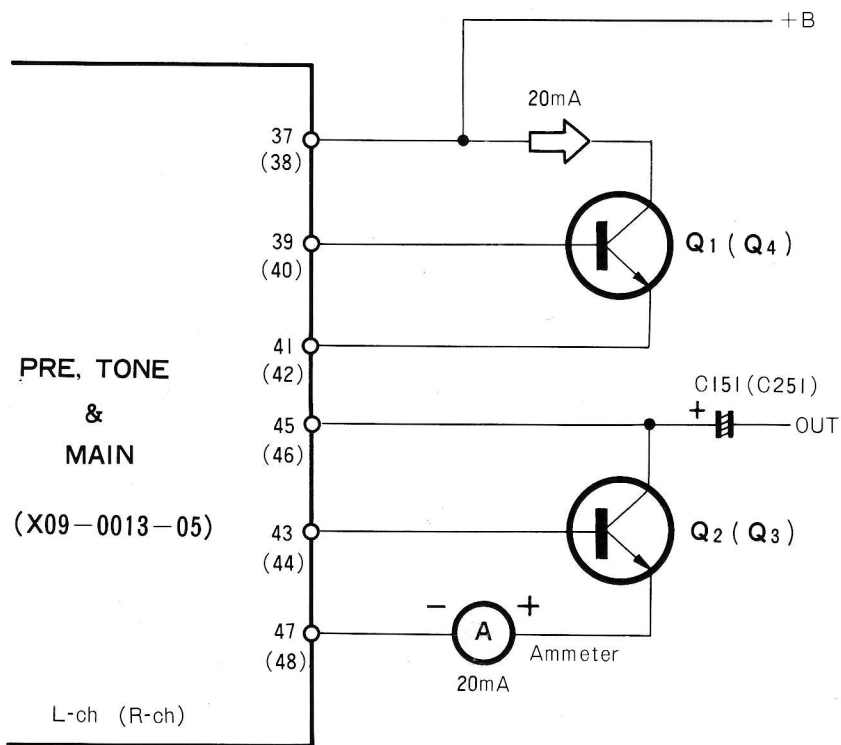 +B
20mA
37
(38)
39
(40)
Q1 (Q4)
41
(42)
PRE, TONE
&
MAIN
(X09-0013-05)
C151(C251)
+
OUT
45
(46)
43
(44)
Q2 (Q3)
47
(48)
- A +
Ammeter
20mA
L-ch (R-ch)